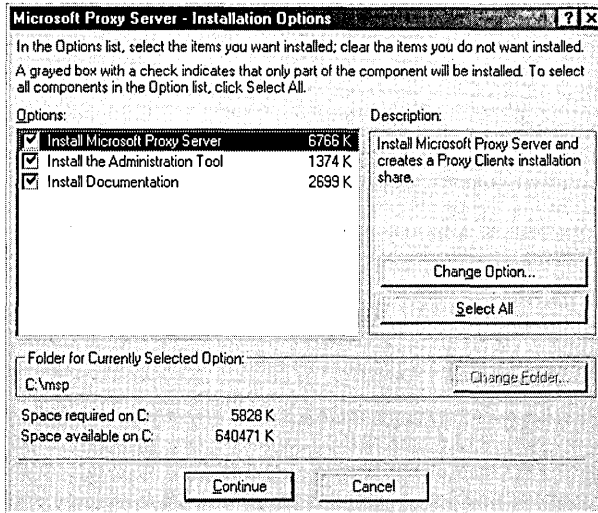 Microsoft Proxy Server - Installation Options
In the Options list, select the items you want installed; clear the items you do not want installed.
A grayed box with a check indicates that only part of the component will be installed. To select
all components in the Option list, click Select All.
Options:
Install Microsoft Proxy Server 6766 K
Install the Administration Tool 1374 K
Install Documentation 2699 K
Description:
Install Microsoft Proxy Server and
creates a Proxy Clients installation
share.
Change Option...
Select All
Folder for Currently Selected Option:
C:\msp
Change Folder...
Space required on C: 5828 K
Space available on C: 640471 K
Continue
Cancel